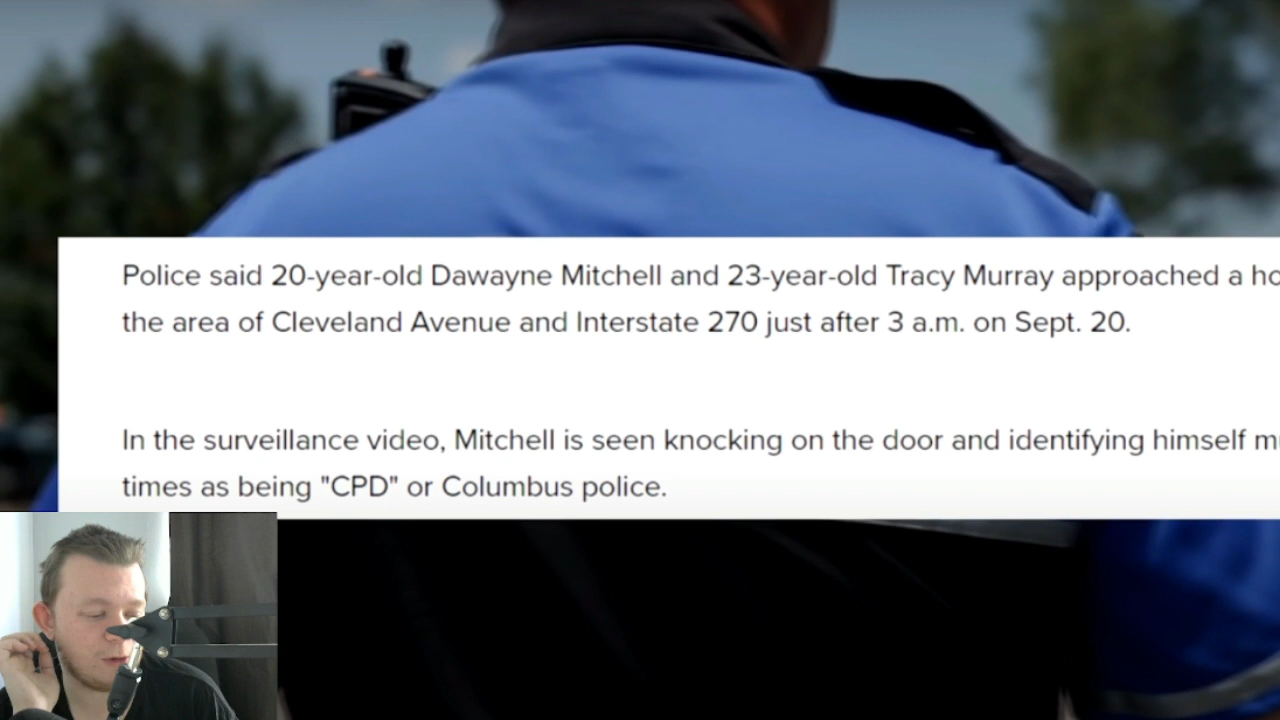 Police said 20-year-old Dawayne Mitchell and 23-year-old Tracy Murray approached a
the area of Cleveland Avenue and Interstate 270 just after 3 a.m. on Sept. 20.
In the surveillance video, Mitchell is seen knocking on the door and identifying himself
times as being "CPD" or Columbus police.